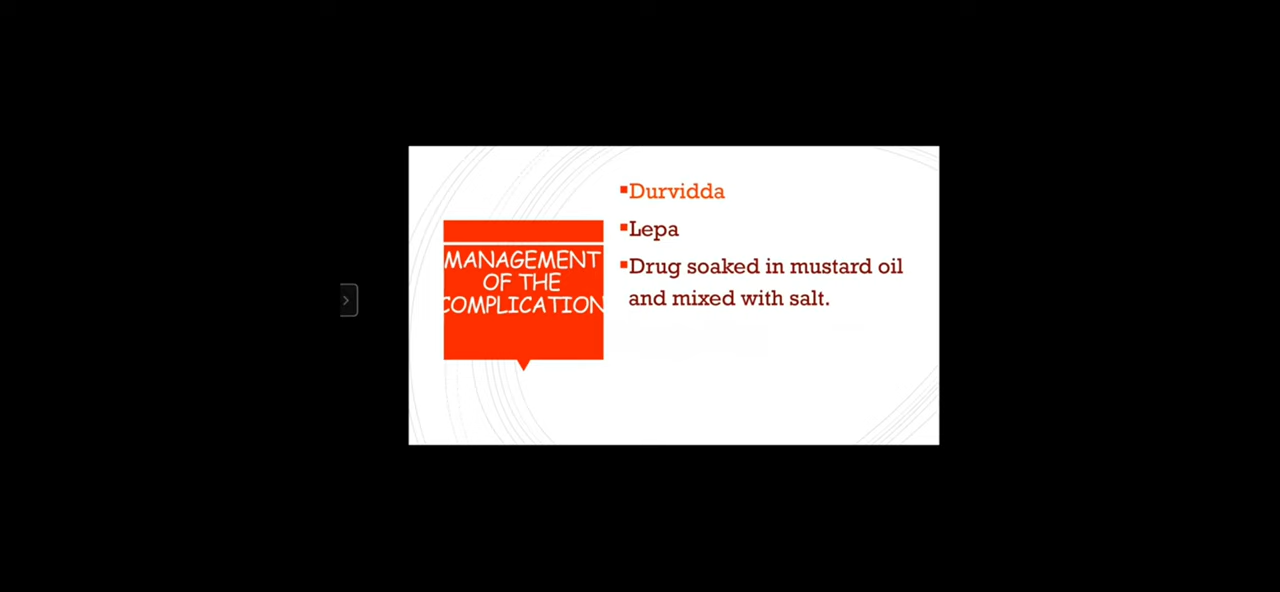 MANAGEMENT
OF THE
COMPLICATION
Durvidda
Lepa
Drug soaked in mustard oil
and mixed with salt.